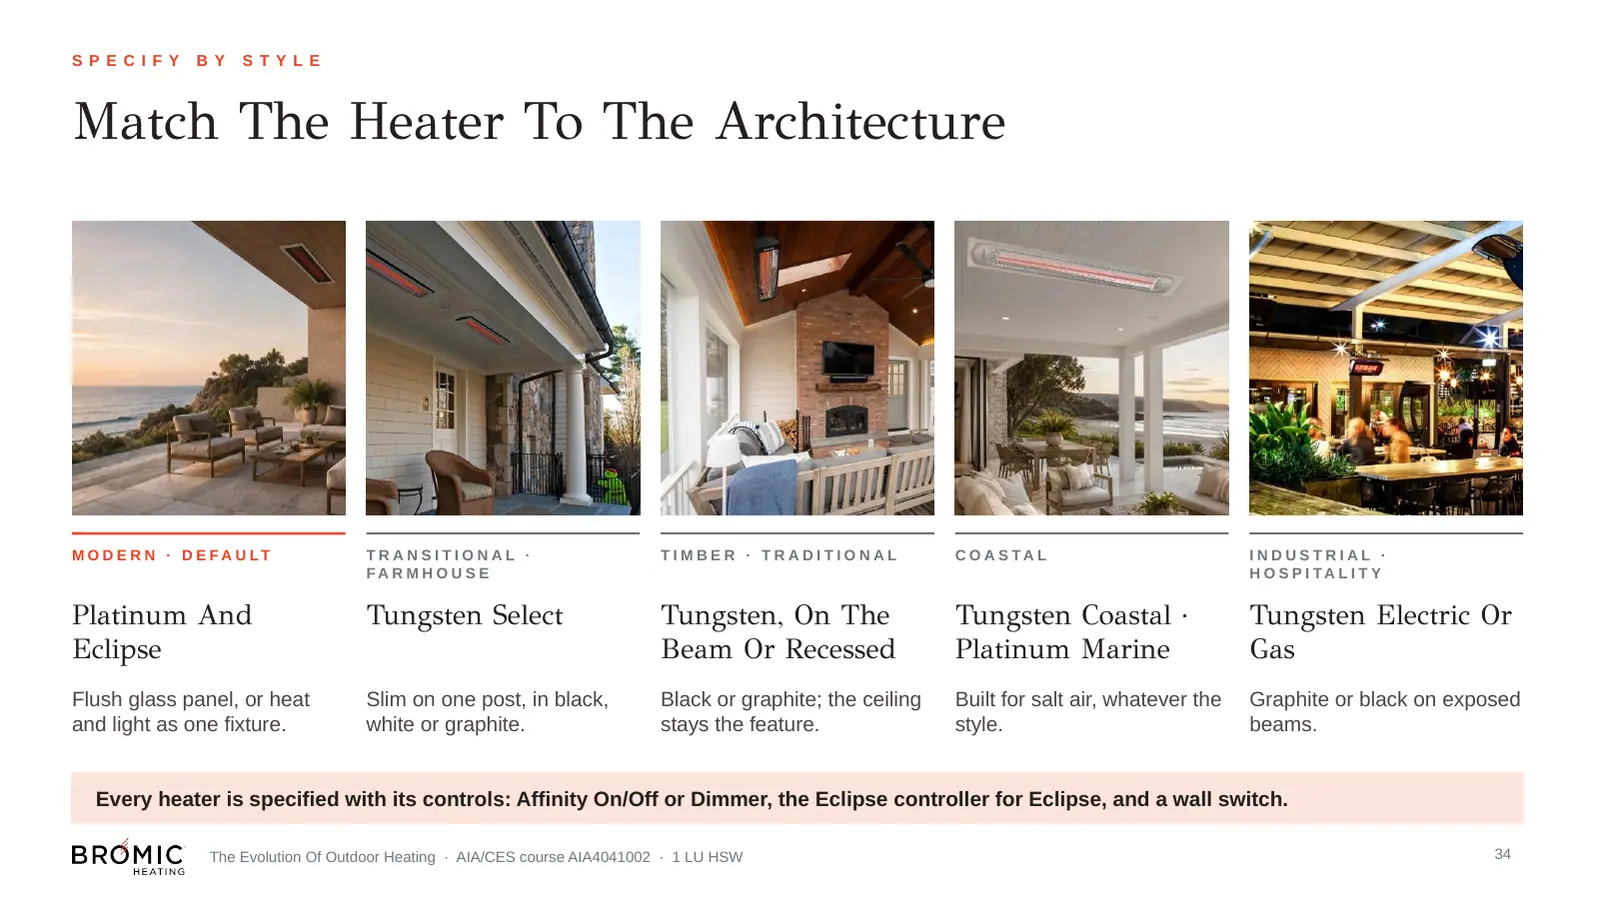 SPECIFY BY STYLE
Match The Heater To The Architecture
MODERN · DEFAULT
Platinum And
Eclipse
Flush glass panel, or heat
and light as one fixture.
TRANSITIONAL ·
FARMHOUSE
Tungsten Select
Slim on one post, in black,
white or graphite.
TIMBER · TRADITIONAL
Tungsten, On The
Beam Or Recessed
Black or graphite; the ceiling
stays the feature.
COASTAL
Tungsten Coastal ·
Platinum Marine
Built for salt air, whatever the
style.
INDUSTRIAL ·
HOSPITALITY
Tungsten Electric Or
Gas
Graphite or black on exposed
beams.
Every heater is specified with its controls: Affinity On/Off or Dimmer, the Eclipse controller for Eclipse, and a wall switch.
BROMIC
HEATING
The Evolution Of Outdoor Heating · AIA/CES course AIA4041002 · 1 LU HSW
34